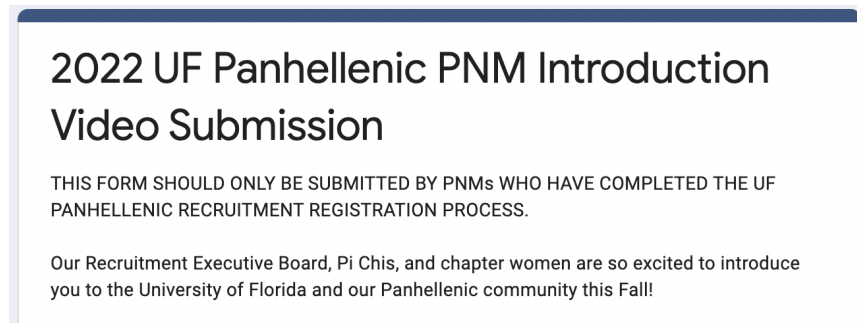 2022 UF Panhellenic PNM Introduction
Video Submission
THIS FORM SHOULD ONLY BE SUBMITTED BY PNMs WHO HAVE COMPLETED THE UF
PANHELLENIC RECRUITMENT REGISTRATION PROCESS.
Our Recruitment Executive Board, Pi Chis, and chapter women are so excited to introduce
you to the University of Florida and our Panhellenic community this Fall!